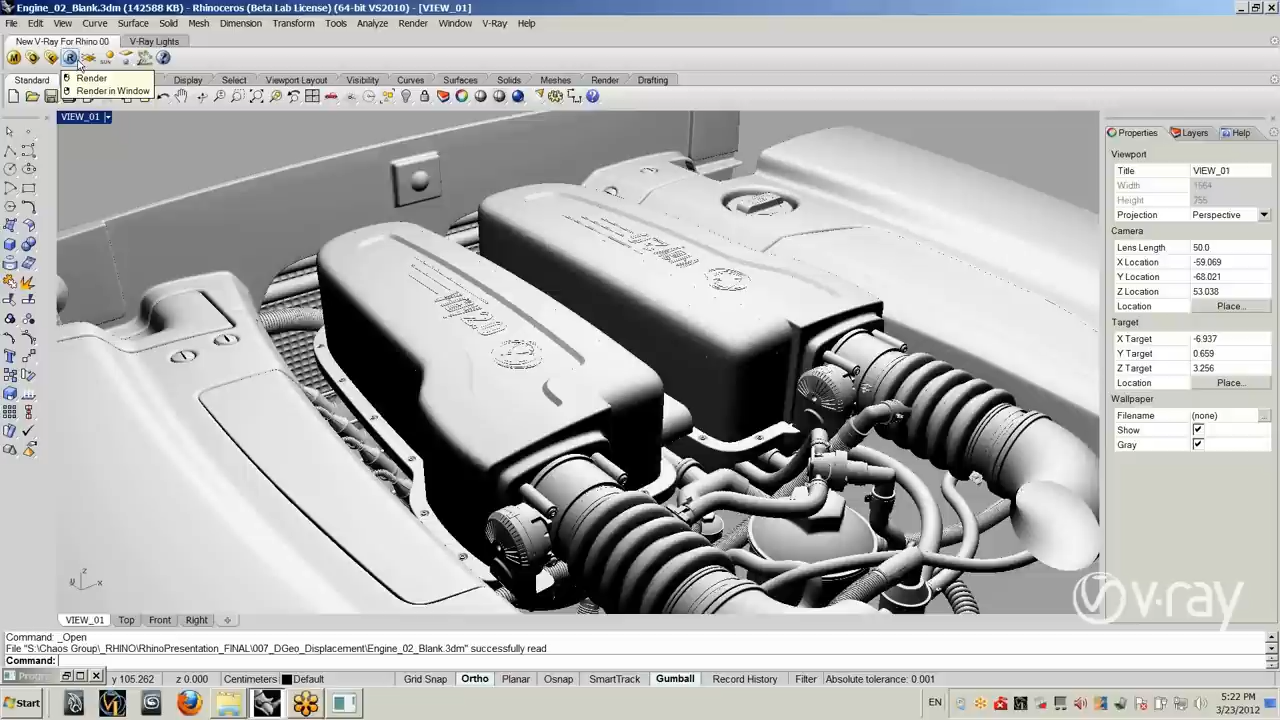 Engine_02_Blank.3dm (142588 KB) - Rhinoceros (Beta Lab License) (64-bit VS2010) - [VIEW_01]
File Edit View Curve Surface Solid Mesh Dimension Transform Tools Analyze Render Window V-Ray Help
New V-Ray For Rhino 00 V-Ray Lights
Render
Render in Window
Standard Display Select Viewport Layout Visibility Curves Surfaces Solids Meshes Render Drafting
VIEW_01
Properties Layers Help
Viewport
Title VIEW_01
Width 1664
Height 755
Projection Perspective
Camera
Lens Length 50.0
X Location -59.069
Y Location -68.021
Z Location 53.038
Location Place...
Target
X Target -6.937
Y Target 0.659
Z Target 3.256
Location Place...
Wallpaper
Filename (none)
Show
Gray
z
y x
v·ray
VIEW_01 Top Front Right
Command: _Open
File "S:\Chaos Group\_RHINO\RhinoPresentation_FINAL\007_DGeo_Displacement\Engine_02_Blank.3dm" successfully read
Command:
y 105.262 z 0.000 Centimeters Default Grid Snap Ortho Planar Osnap SmartTrack Gumball Record History Filter Absolute tolerance: 0.001
Start EN 5:22 PM
3/23/2012